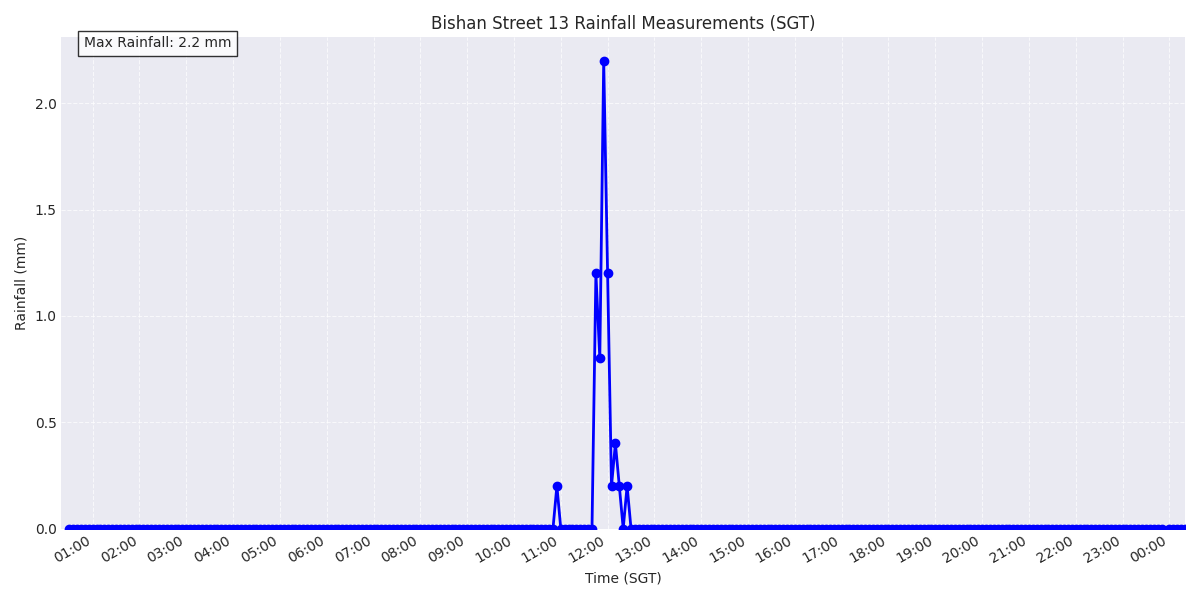 Bishan Street 13 Rainfall Measurements (SGT)
Max Rainfall: 2.2 mm
2.0
1.5
1.0
0.5
0.0
Rainfall (mm)
01:00 02:00 03:00 04:00 05:00 06:00 07:00 08:00 09:00 10:00 11:00 12:00 13:00 14:00 15:00 16:00 17:00 18:00 19:00 20:00 21:00 22:00 23:00 00:00
Time (SGT)